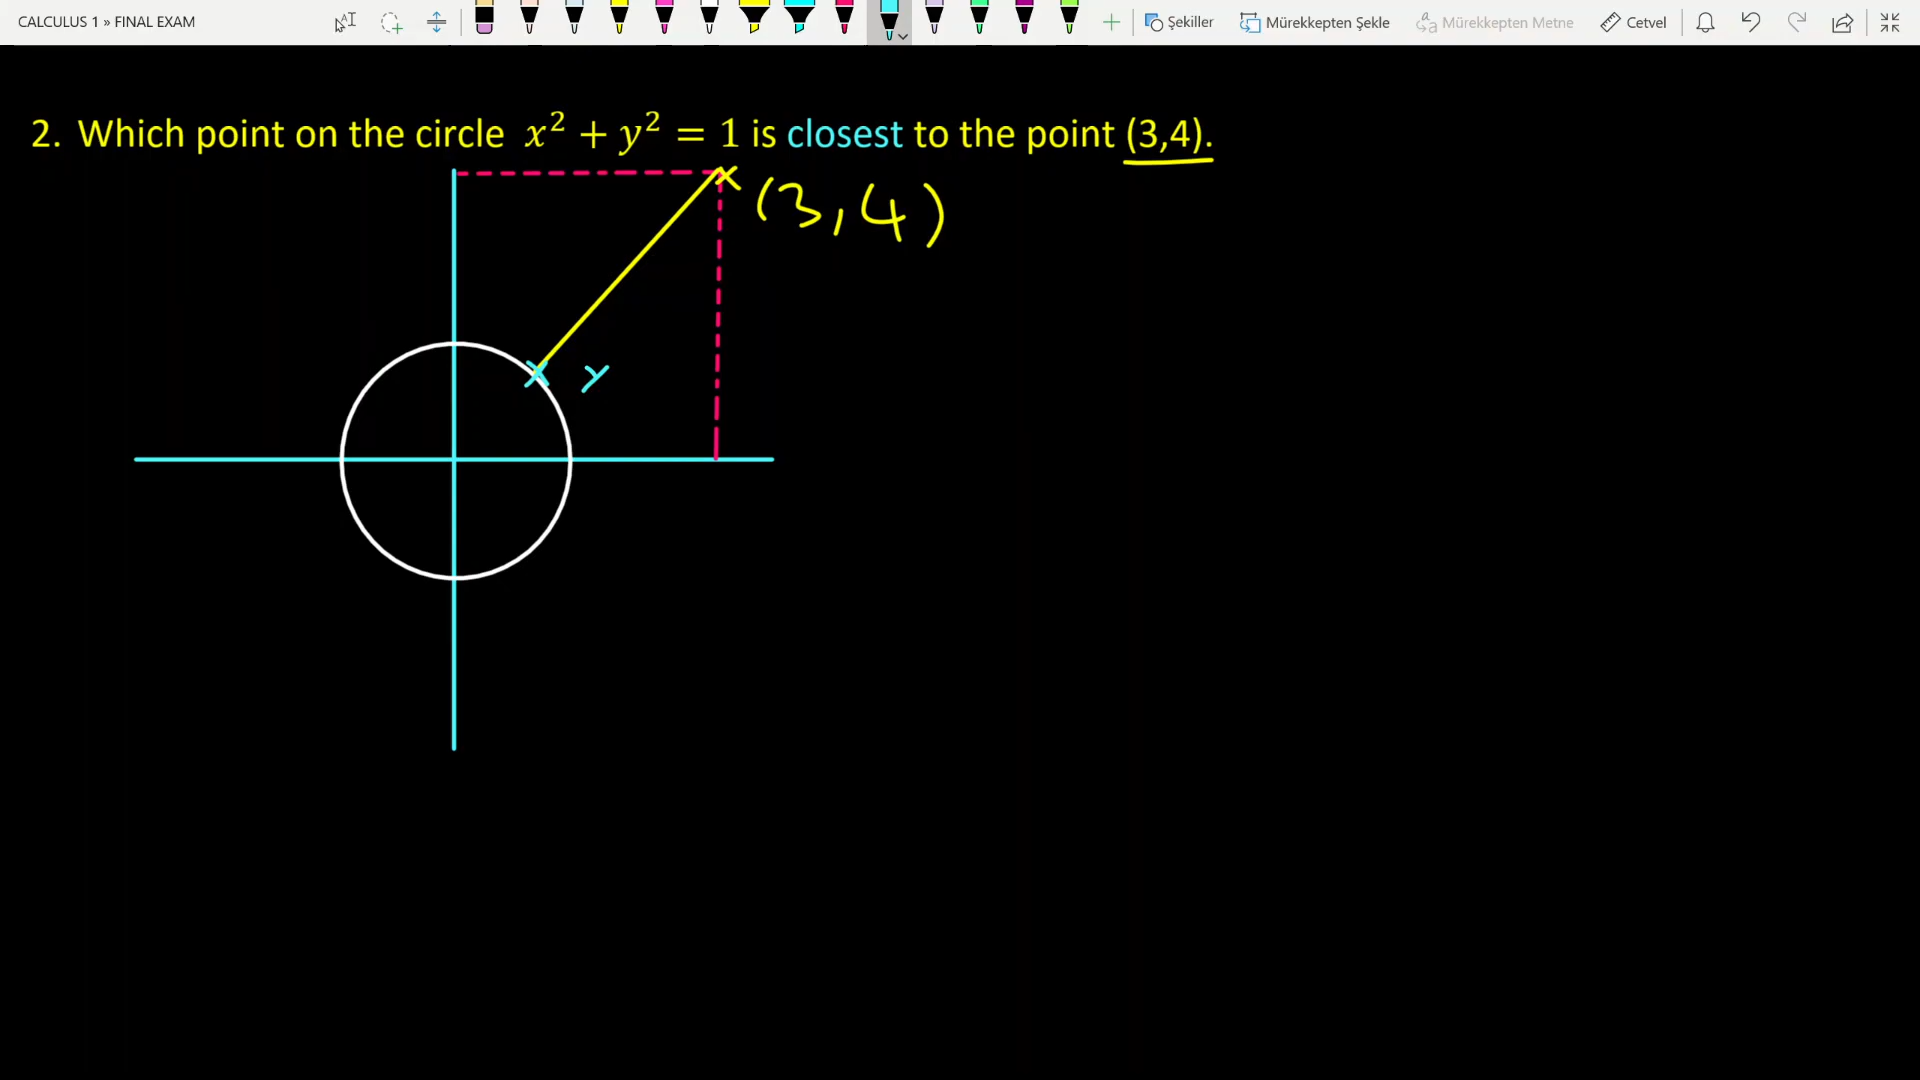 CALCULUS 1 » FINAL EXAM
Şekiller
Mürekkepten Şekle
Mürekkepten Metne
Cetvel
2. Which point on the circle x² + y² = 1 is closest to the point (3,4).
(3,4)